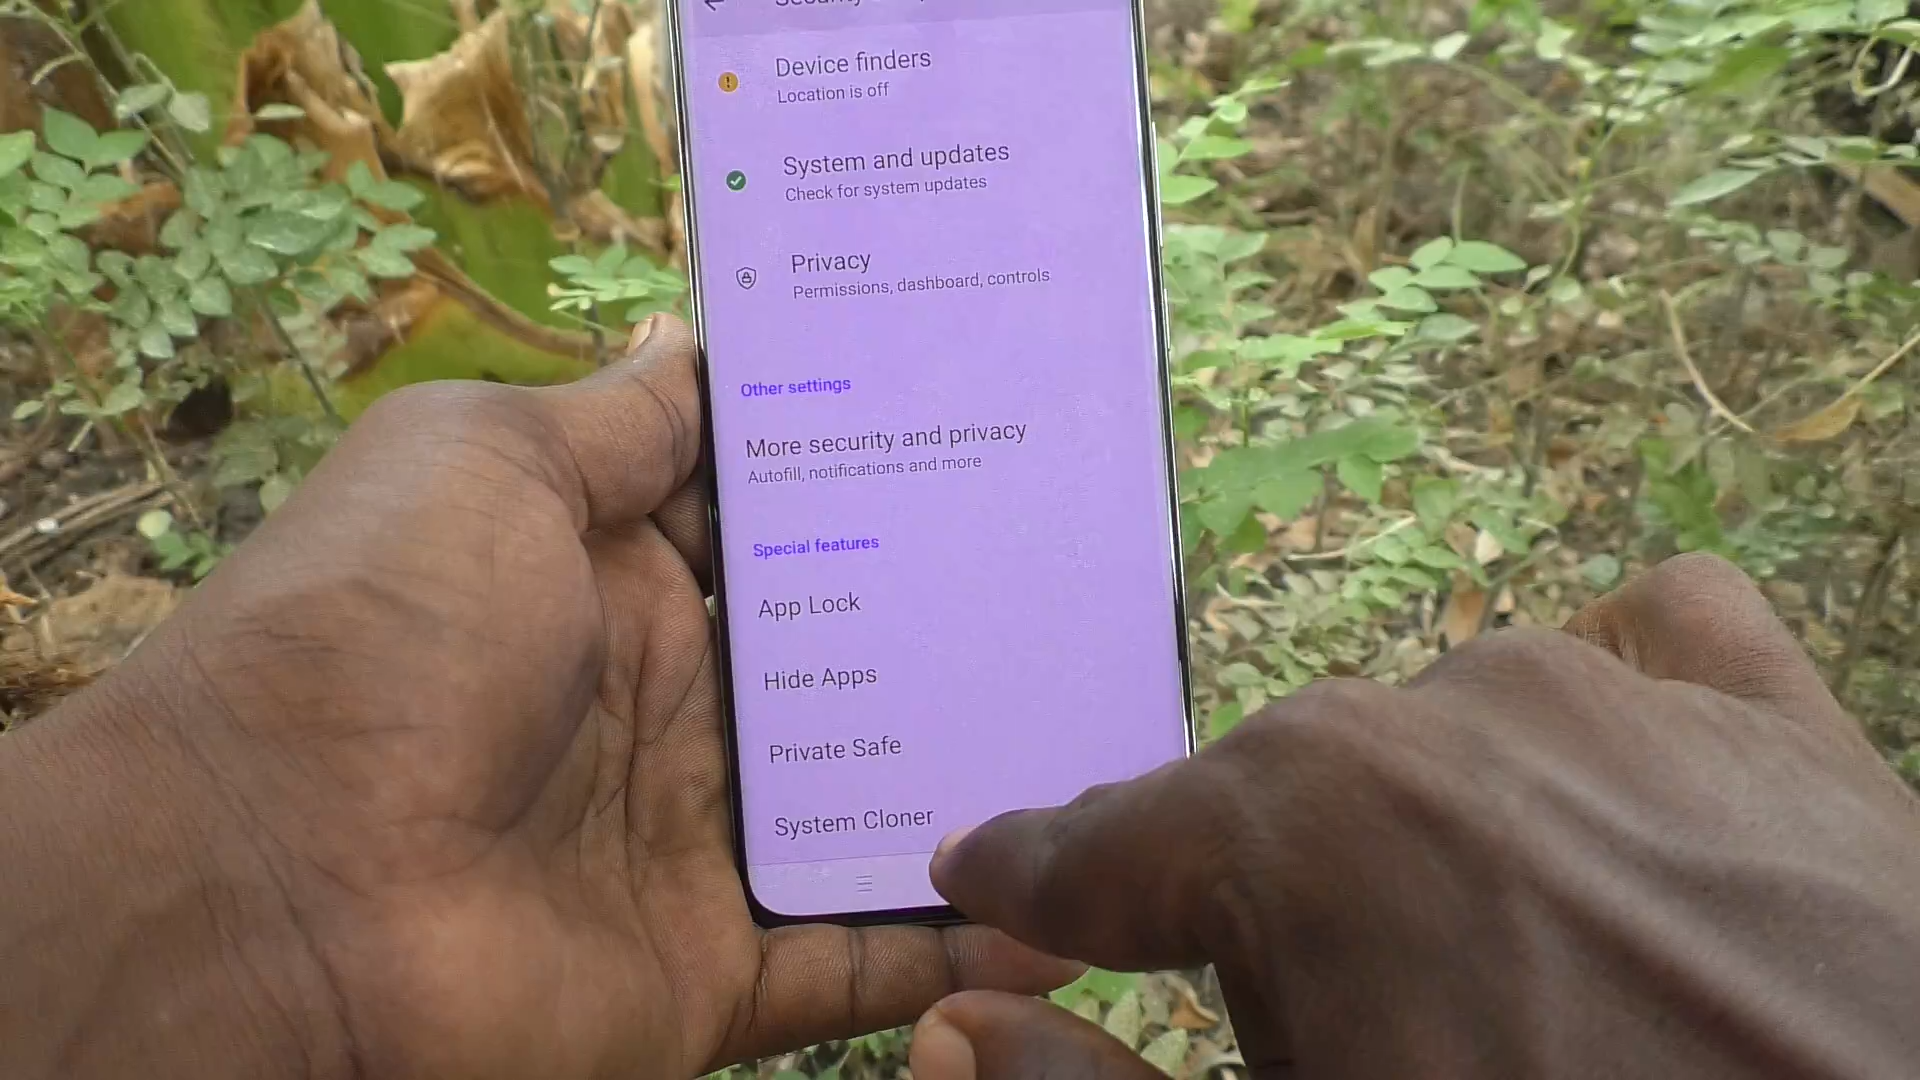 Device finders
Location is off
System and updates
Check for system updates
Privacy
Permissions, dashboard, controls
Other settings
More security and privacy
Autofill, notifications and more
Special features
App Lock
Hide Apps
Private Safe
System Cloner